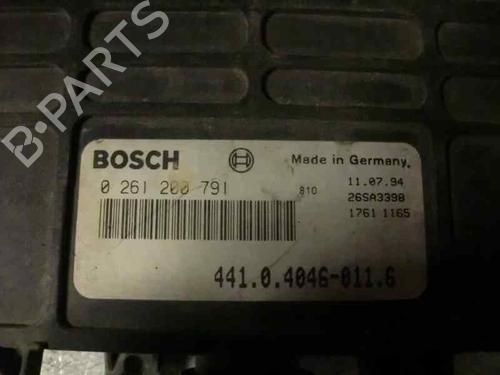 B-PARTS
BOSCH
Made in Germany.
0 261 200 791
810
11.07.94
26SA3398
1761 1165
441.0.4046-011.6